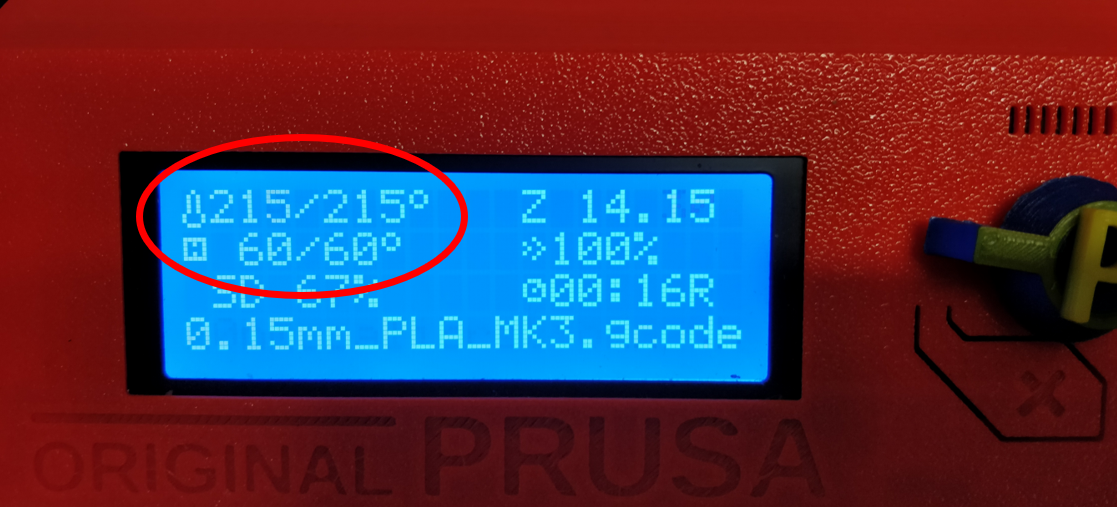 215/215° Z 14.15
60/60° 100%
SD 67% 00:16R
0.15mm_PLA_MK3.gcode
ORIGINAL PRUSA